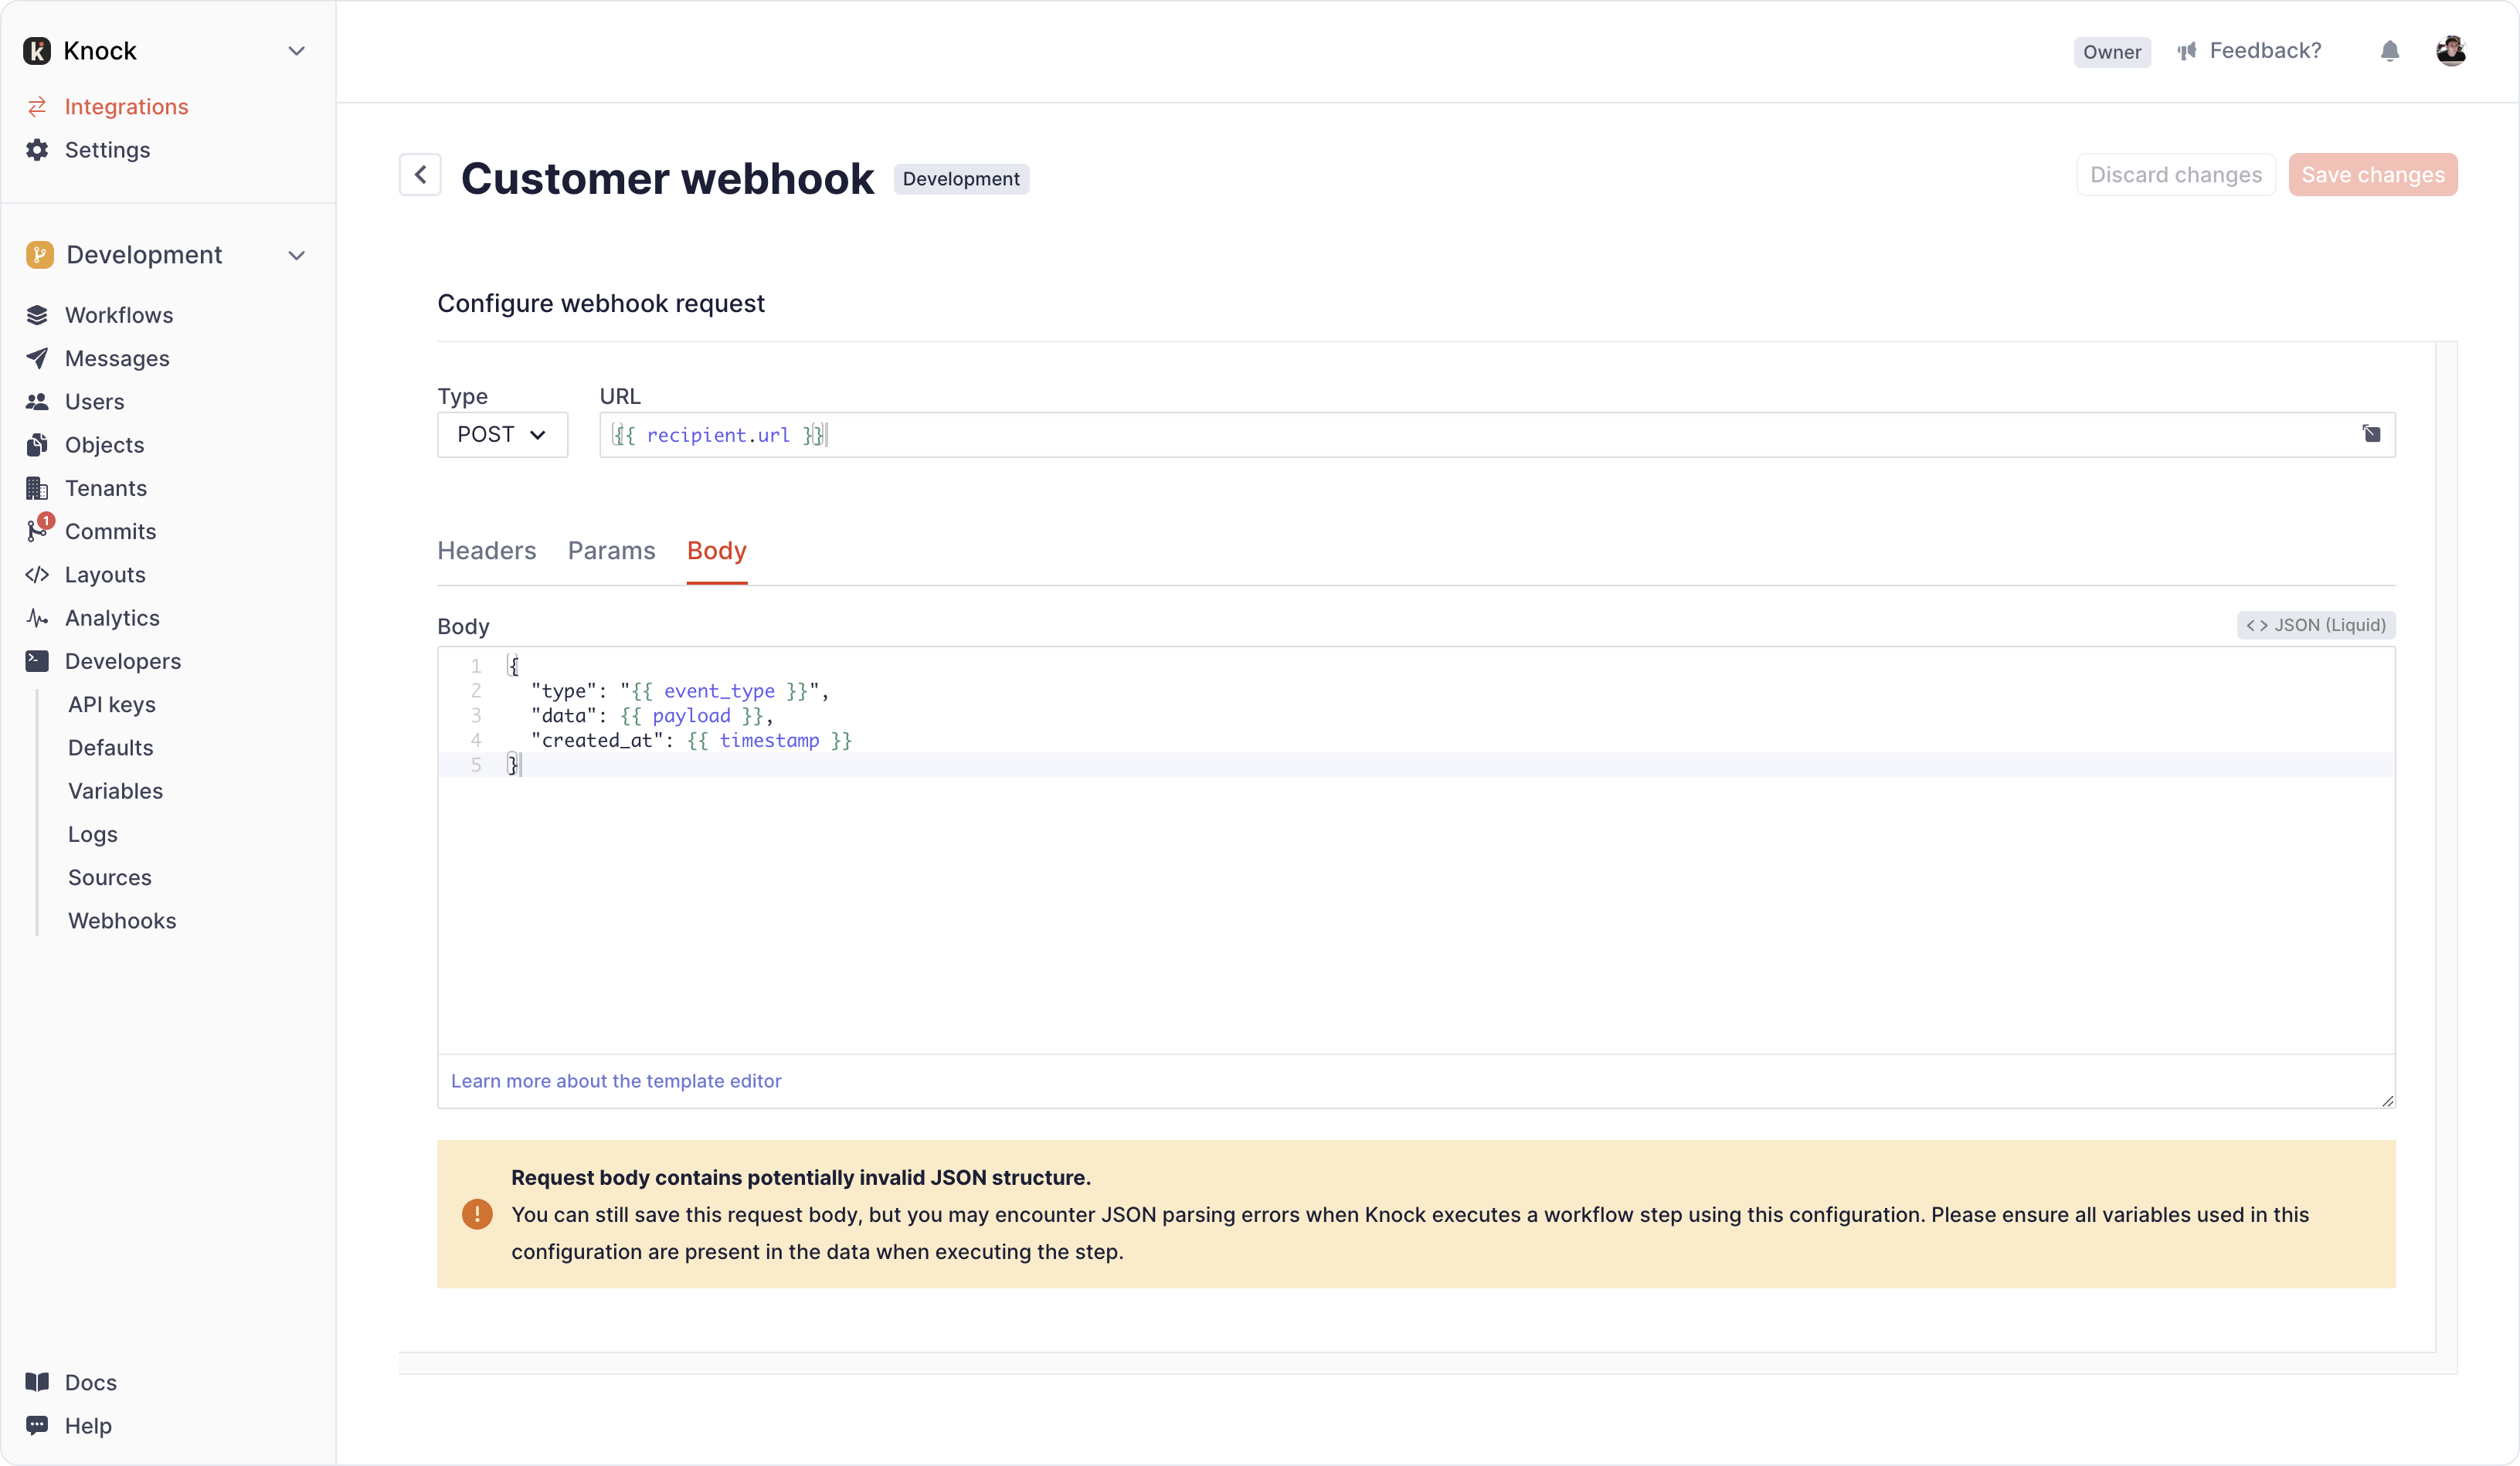 Knock
Integrations
Settings
Development
Workflows
Messages
Users
Objects
Tenants
1
Commits
Layouts
Analytics
Developers
API keys
Defaults
Variables
Logs
Sources
Webhooks
Docs
Help
Owner
Feedback?
Customer webhook
Development
Discard changes
Save changes
Configure webhook request
Type
URL
POST
{{ recipient.url }}
Headers
Params
Body
Body
<> JSON (Liquid)
1 {
2 "type": "{{ event_type }}",
3 "data": {{ payload }},
4 "created_at": {{ timestamp }}
5 }
Learn more about the template editor
Request body contains potentially invalid JSON structure.
You can still save this request body, but you may encounter JSON parsing errors when Knock executes a workflow step using this configuration. Please ensure all variables used in this
configuration are present in the data when executing the step.